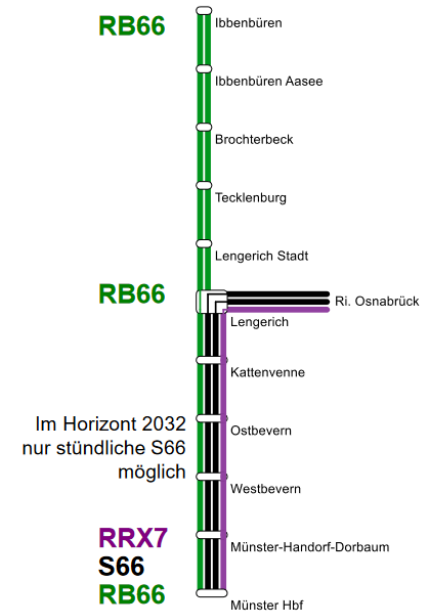 RB66
Ibbenbüren
Ibbenbüren Aasee
Brochterbeck
Tecklenburg
Lengerich Stadt
RB66
Ri. Osnabrück
Lengerich
Kattenvenne
Im Horizont 2032
nur stündliche S66
möglich
Ostbevern
Westbevern
RRX7
Münster-Handorf-Dorbaum
S66
RB66
Münster Hbf